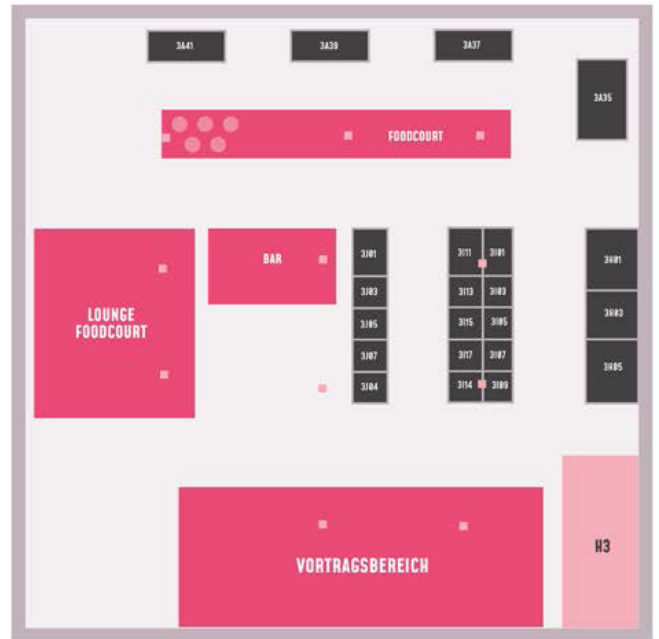 3A41
3A39
3A37
3A35
FOODCOURT
LOUNGE
FOODCOURT
BAR
3J01
3J03
3J05
3J07
3J04
3I11 3I01
3I13 3I03
3I15 3I05
3I17 3I07
3I14 3I09
3H01
3H03
3H05
VORTRAGSBEREICH
H3